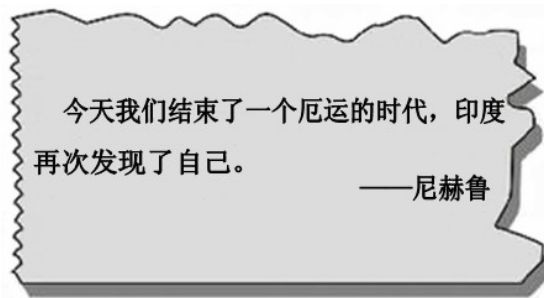 今天我们结束了一个厄运的时代，印度
再次发现了自己。
——尼赫鲁